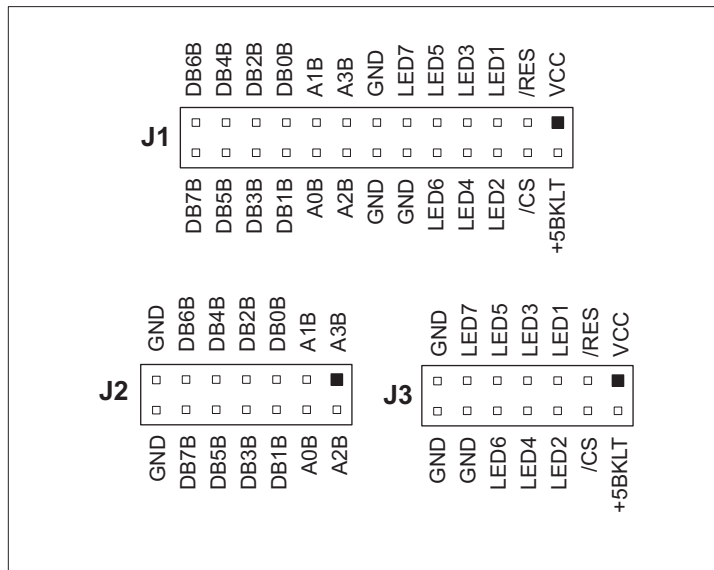 DB6B DB4B DB2B DB0B A1B A3B GND LED7 LED5 LED3 LED1 /RES VCC
J1
DB7B DB5B DB3B DB1B A0B A2B GND GND LED6 LED4 LED2 /CS +5BKLT
GND DB6B DB4B DB2B DB0B A1B A3B
J2
GND DB7B DB5B DB3B DB1B A0B A2B
GND LED7 LED5 LED3 LED1 /RES VCC
J3
GND GND LED6 LED4 LED2 /CS +5BKLT